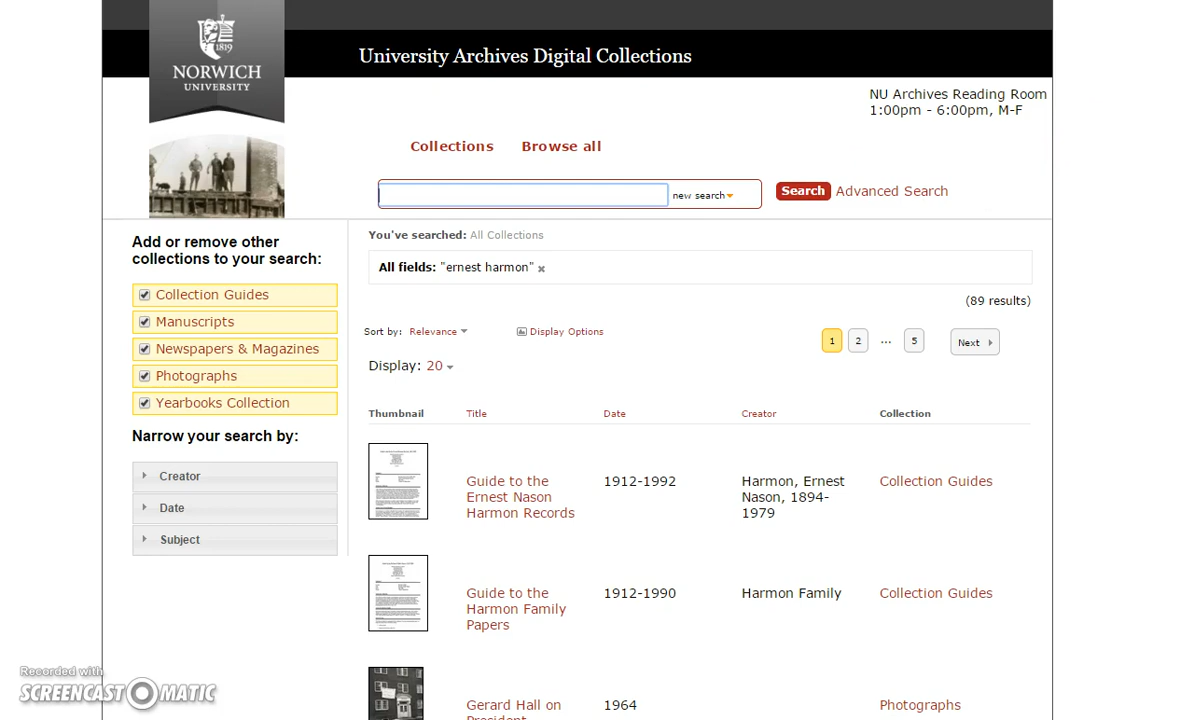 1819
NORWICH
UNIVERSITY
University Archives Digital Collections
NU Archives Reading Room
1:00pm - 6:00pm, M-F
Collections Browse all
new search Search Advanced Search
Add or remove other
collections to your search:
Collection Guides
Manuscripts
Newspapers & Magazines
Photographs
Yearbooks Collection
Narrow your search by:
Creator
Date
Subject
You've searched: All Collections
All fields: "ernest harmon" x
(89 results)
Sort by: Relevance Display Options
1 2 ... 5 Next
Display: 20
Thumbnail Title Date Creator Collection
Guide to the
Ernest Nason
Harmon Records
1912-1992
Harmon, Ernest
Nason, 1894-
1979
Collection Guides
Guide to the
Harmon Family
Papers
1912-1990
Harmon Family
Collection Guides
Gerard Hall on
President
1964
Photographs
Recorded with
SCREENCAST-O-MATIC